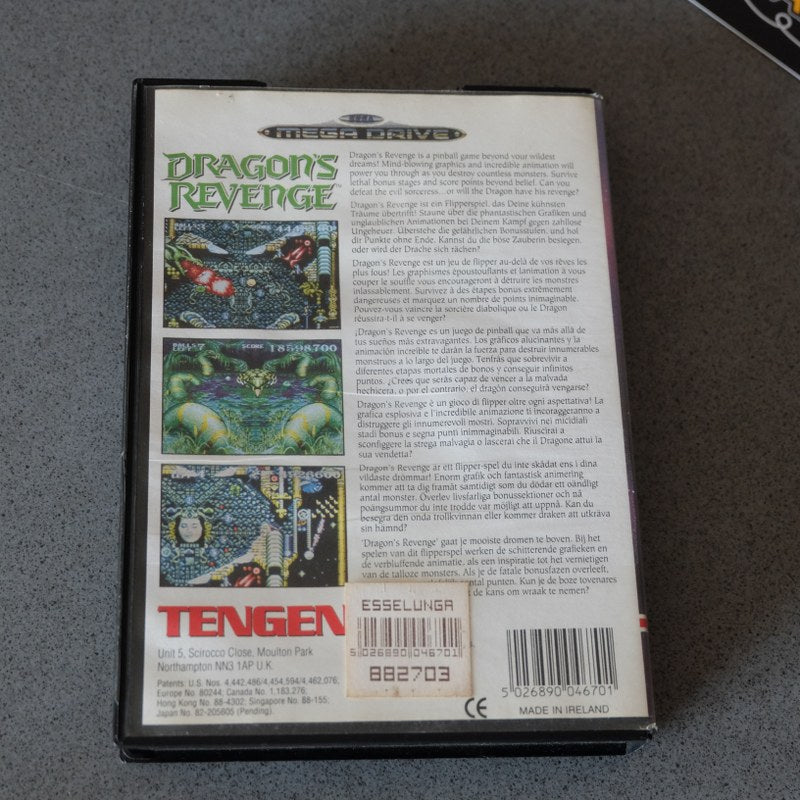 SEGA
MEGA DRIVE
DRAGON'S
REVENGE™
Dragon's Revenge is a pinball game beyond your wildest
dreams! Mind-blowing graphics and incredible animation will
power you through as you destroy countless monsters. Survive
lethal bonus stages and score points beyond belief. Can you
defeat the evil sorceress...or will the Dragon have his revenge?
Dragon's Revenge ist ein Flipperspiel, das Deine kühnsten
Träume übertrifft! Staune über die phantastischen Grafiken und
unglaublichen Animationen bei Deinem Kampf gegen zahllose
Ungeheuer. Überstehe die gefährlichen Bonusstufen, und hol
dir Punkte ohne Ende. Kannst du die böse Zauberin besiegen,
oder wird der Drache sich rächen?
Dragon's Revenge est un jeu de flipper au-delà de vos rêves les
plus fous! Les graphismes époustouflants et lanimation à vous
couper le souffle vous encourageront à détruire les monstres
inlassablement. Survivez à des étapes bonus extrêmement
dangereuses et marquez un nombre de points inimaginable.
Pouvez-vous vaincre la sorcière diabolique ou le Dragon
réussira-t-il à se venger?
BALL 7
SCORE
18598700
¡Dragon's Revenge es un juego de pinball que va más allá de
tus sueños más extravagantes. Los gráficos alucinantes y la
animación increíble te darán la fuerza para destruir innumerables
monstruos a lo largo del juego. Tenfrás que sobrevivir a
diferentes etapas mortales de bonos y conseguir infinitos
puntos. ¿Crees que serás capaz de vencer a la malvada
hechicera, o por el contrario, el dragón conseguirá vengarse?
Dragon's Revenge è un gioco di flipper oltre ogni aspettativa! La
grafica esplosiva e l'incredibile animazione ti incoraggeranno a
distruggere gli innumerevoli mostri. Sopravvivi nei micidiali
stadi bonus e segna punti inimmaginabili. Riuscirai a
sconfiggere la strega malvagia o lascerai che il Dragone attui la
sua vendetta?
Dragon's Revenge är ett flipper-spel du inte skådat ens i dina
vildaste drömmar! Enorm grafik och fantastisk animering
kommer att ta dig framåt samtidigt som du dödar ett oändligt
antal monster. Överlev livsfarliga bonussektioner och nå
poängsummor du inte trodde var möjligt att uppnå. Kan du
besegra den onda trollkvinnan eller kommer draken att utkräva
sin hämnd?
'Dragon's Revenge' gaat je mooiste dromen te boven. Bij het
spelen van dit flipperspel werken de schitterende grafieken en
de verbluffende animatie, als een inspiratie tot het vernietigen
van de talloze monsters. Als je de fatale bonusfazen overleeft,
ntal punten. Kun je de boze tovenares
de kans om wraak te nemen?
TENGEN
Unit 5, Scirocco Close, Moulton Park
Northampton NN3 1AP U.K.
Patents: U.S. Nos. 4,442,486/4,454,594/4,462,076;
Europe No. 80244; Canada No. 1,183,276;
Hong Kong No. 88-4302; Singapore No. 88-155;
Japan No. 82-205605 (Pending).
ESSELUNGA
5 026890 046701
882703
CE
5 026890 046701
MADE IN IRELAND